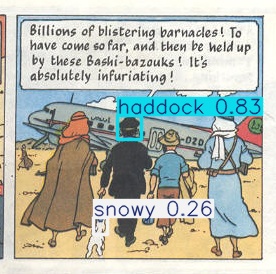 Billions of blistering barnacles! To
have come so far, and then be held up
by these Bashi-bazouks! It's
absolutely infuriating!
haddock 0.83
snowy 0.26